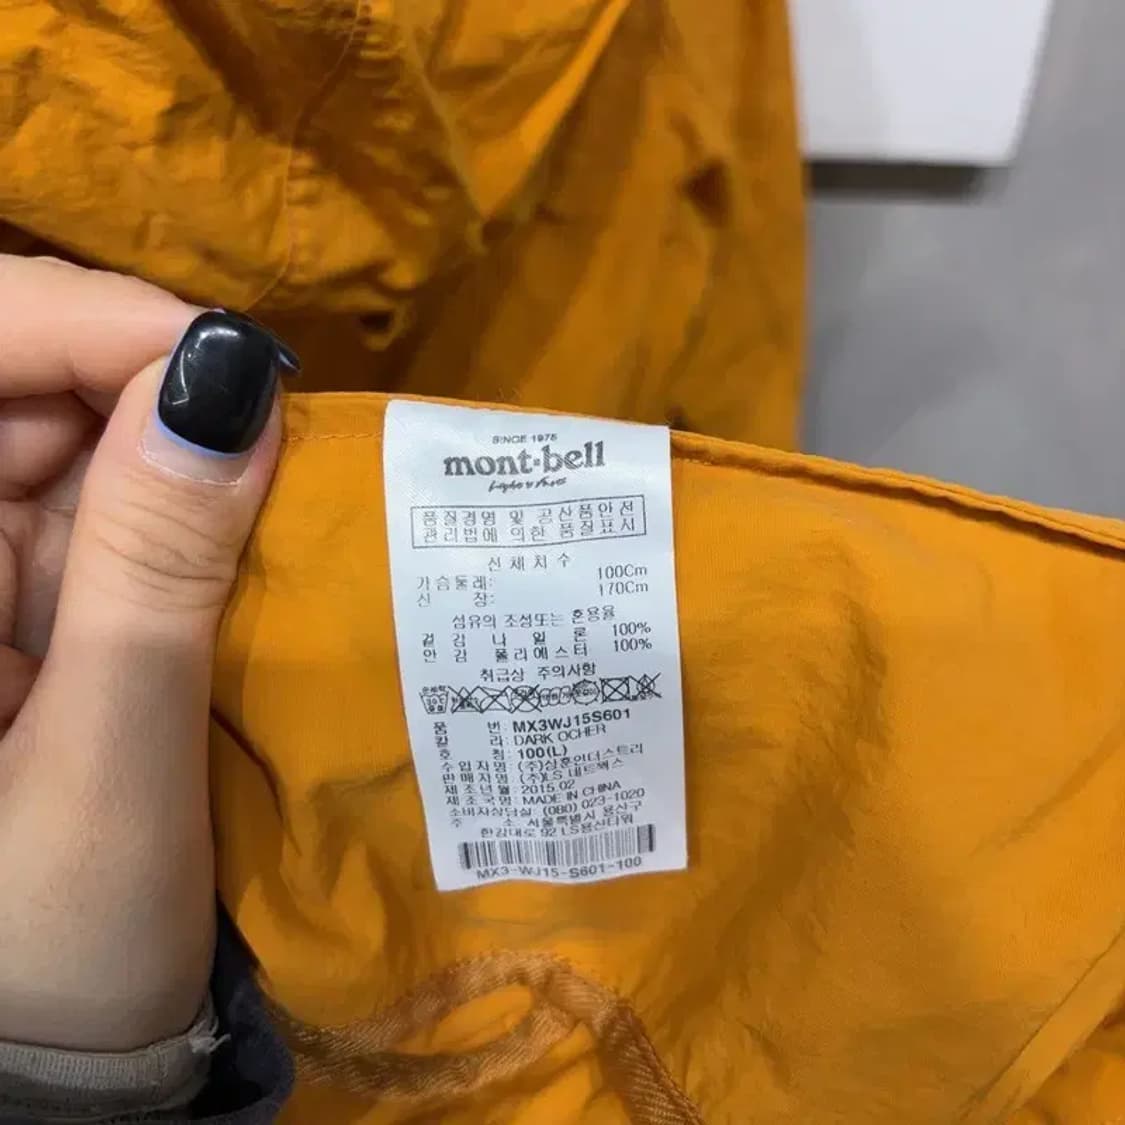 SINCE 1975
mont·bell
Light & Fast
품질경영 및 공산품안전
관리법에 의한 품질표시
신체치수
가슴둘레: 100Cm
신 장: 170Cm
섬유의 조성또는 혼용율
겉감 나일론 100%
안감 폴리에스터 100%
취급상 주의사항
30℃
품 번: MX3WJ15S601
칼 라: DARK OCHER
호 칭: 100(L)
수입자명: (주)상훈인더스트리
판매자명: (주)LS 네트웍스
제조년월: 2015.02
제조국명: MADE IN CHINA
소비자상담실: (080) 023-1020
주 소: 서울특별시 용산구
한강대로 92 LS용산타워
MX3-WJ15-S601-100